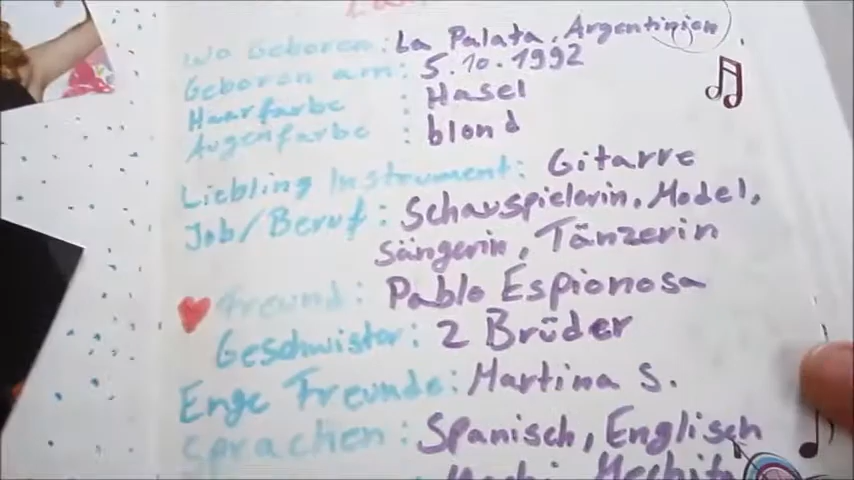 Wo Geboren: La Palata, Argentinien
Geboren am: 5.10.1992
Haarfarbe : Hasel
Augenfarbe : blond
Liebling Instrument: Gitarre
Job/Beruf: Schauspielerin, Model,
Sängerin, Tänzerin
Freund: Pablo Espionosa
Geschwister: 2 Brüder
Enge Freunde: Martina S.
Sprachen: Spanisch, Englisch